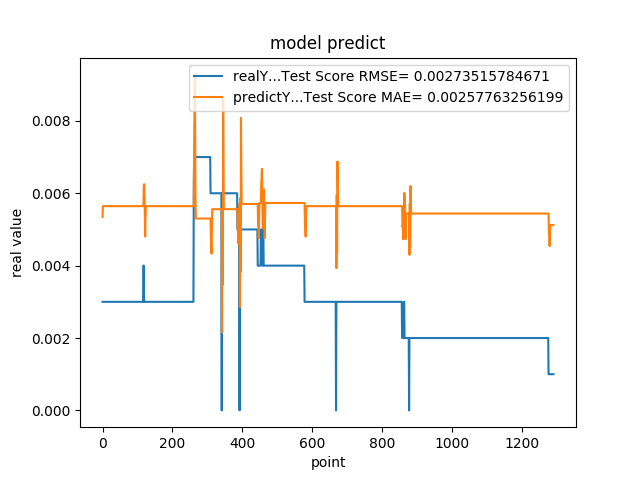 model predict
realY...Test Score RMSE= 0.00273515784671
predictY...Test Score MAE= 0.00257763256199
real value
0.008
0.006
0.004
0.002
0.000
0 200 400 600 800 1000 1200
point